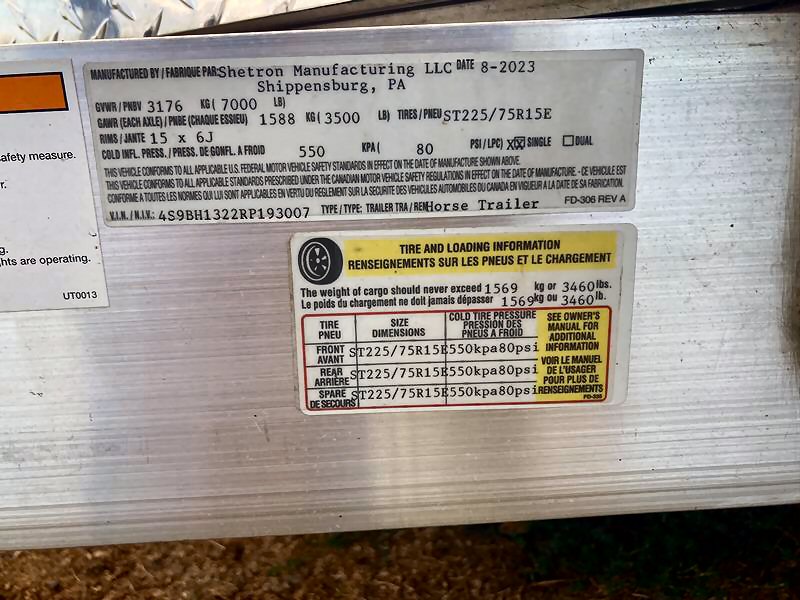 MANUFACTURED BY / FABRIQUE PAR: Shetron Manufacturing LLC DATE 8-2023
Shippensburg, PA
GVWR / PNBV 3176 KG ( 7000 LB)
GAWR (EACH AXLE) / PNBE (CHAQUE ESSIEU) 1588 KG ( 3500 LB) TIRES / PNEU ST225/75R15E
RIMS / JANTE 15 x 6J
COLD INFL. PRESS. / PRESS. DE GONFL. A FROID 550 KPA ( 80 PSI / LPC) XX SINGLE DUAL
THIS VEHICLE CONFORMS TO ALL APPLICABLE U.S. FEDERAL MOTOR VEHICLE SAFETY STANDARDS IN EFFECT ON THE DATE OF MANUFACTURE SHOWN ABOVE.
THIS VEHICLE CONFORMS TO ALL APPLICABLE STANDARDS PRESCRIBED UNDER THE CANADIAN MOTOR VEHICLE SAFETY REGULATIONS IN EFFECT ON THE DATE OF MANUFACTURE. - CE VEHICULE EST
CONFORME A TOUTES LES NORMES QUI LUI SONT APPLICABLES EN VERTU DU REGLEMENT SUR LA SECURITE DES VEHICULES AUTOMOBILES DU CANADA EN VIGUEUR A LA DATE DE SA FABRICATION.
V.I.N. / N.I.V.: 4S9BH1322RP193007 TYPE / TYPE: TRAILER TRA / REM Horse Trailer FD-306 REV A
afety measure.
r.
g.
hts are operating.
UT0013
TIRE AND LOADING INFORMATION
RENSEIGNEMENTS SUR LES PNEUS ET LE CHARGEMENT
The weight of cargo should never exceed 1569 kg or 3460 lbs.
Le poids du chargement ne doit jamais dépasser 1569 kg ou 3460 lb.
TIRE PNEU SIZE DIMENSIONS COLD TIRE PRESSURE PRESSION DES PNEUS A FROID
FRONT AVANT ST225/75R15E 550kpa80psi
REAR ARRIÈRE ST225/75R15E 550kpa80psi
SPARE DE SECOURS ST225/75R15E 550kpa80psi
SEE OWNER'S
MANUAL FOR
ADDITIONAL
INFORMATION
VOIR LE MANUEL
DE L'USAGER
POUR PLUS DE
RENSEIGNEMENTS